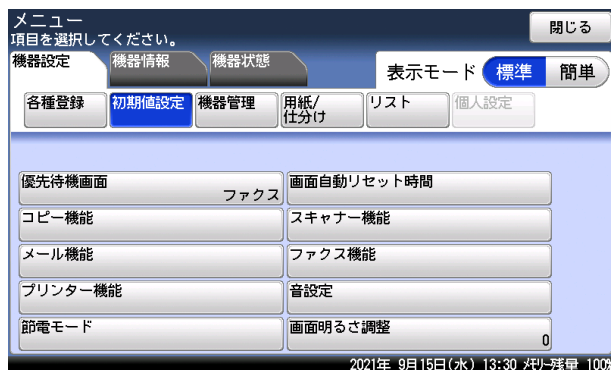 メニュー
閉じる
項目を選択してください。
機器設定 機器情報 機器状態
表示モード 標準 簡単
各種登録 初期値設定 機器管理 用紙/ リスト 個人設定
仕分け
優先待機画面 画面自動リセット時間
ファクス
コピー機能 スキャナー機能
メール機能 ファクス機能
プリンター機能 音設定
節電モード 画面明るさ調整
0
2021年 9月15日(水) 13:30 メモリー残量 100%